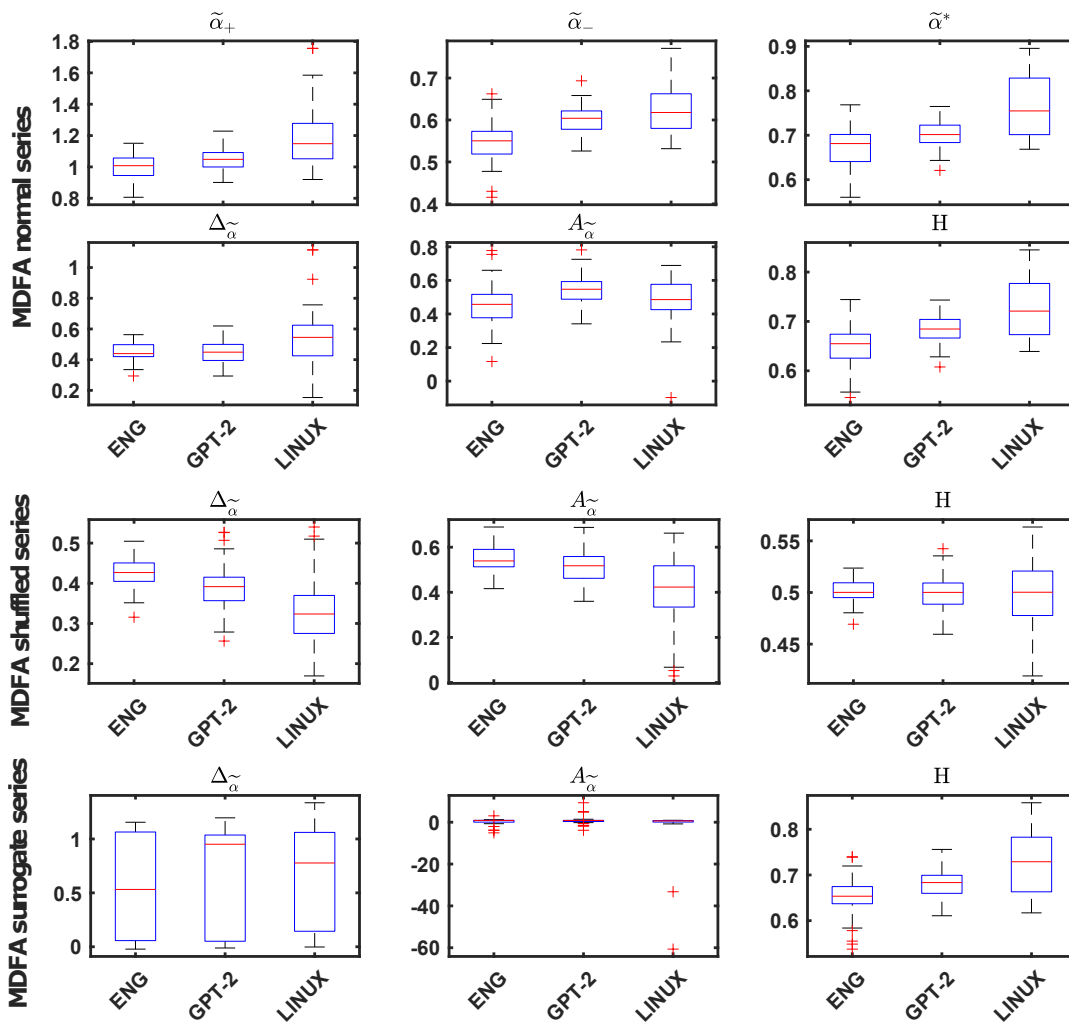 α̃₊ α̃₋ α̃*
MDFA normal series
1.8 1.6 1.4 1.2 1 0.8
0.7 0.6 0.5 0.4
0.9 0.8 0.7 0.6
Δα̃ Aα̃ H
1 0.8 0.6 0.4 0.2
0.8 0.6 0.4 0.2 0
0.8 0.7 0.6
ENG GPT-2 LINUX ENG GPT-2 LINUX ENG GPT-2 LINUX
Δα̃ Aα̃ H
MDFA shuffled series
0.5 0.4 0.3 0.2
0.6 0.4 0.2 0
0.55 0.5 0.45
ENG GPT-2 LINUX ENG GPT-2 LINUX ENG GPT-2 LINUX
Δα̃ Aα̃ H
MDFA surrogate series
1 0.5 0
0 -20 -40 -60
0.8 0.7 0.6
ENG GPT-2 LINUX ENG GPT-2 LINUX ENG GPT-2 LINUX